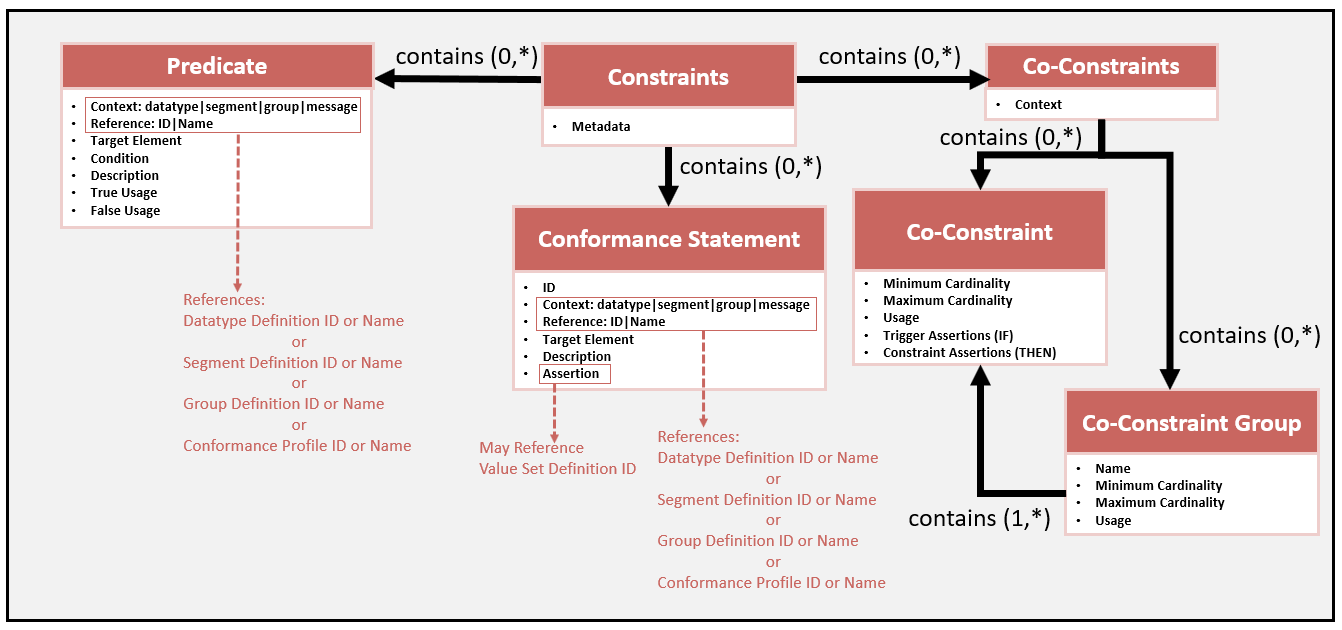 contains (0,*)
contains (0,*)
Predicate
• Context: datatype|segment|group|message
• Reference: ID|Name
• Target Element
• Condition
• Description
• True Usage
• False Usage
References:
Datatype Definition ID or Name
or
Segment Definition ID or Name
or
Group Definition ID or Name
or
Conformance Profile ID or Name
Constraints
• Metadata
contains (0,*)
Conformance Statement
• ID
• Context: datatype|segment|group|message
• Reference: ID|Name
• Target Element
• Description
• Assertion
May Reference
Value Set Definition ID
References:
Datatype Definition ID or Name
or
Segment Definition ID or Name
or
Group Definition ID or Name
or
Conformance Profile ID or Name
Co-Constraints
• Context
contains (0,*)
Co-Constraint
• Minimum Cardinality
• Maximum Cardinality
• Usage
• Trigger Assertions (IF)
• Constraint Assertions (THEN)
contains (0,*)
Co-Constraint Group
• Name
• Minimum Cardinality
• Maximum Cardinality
• Usage
contains (1,*)